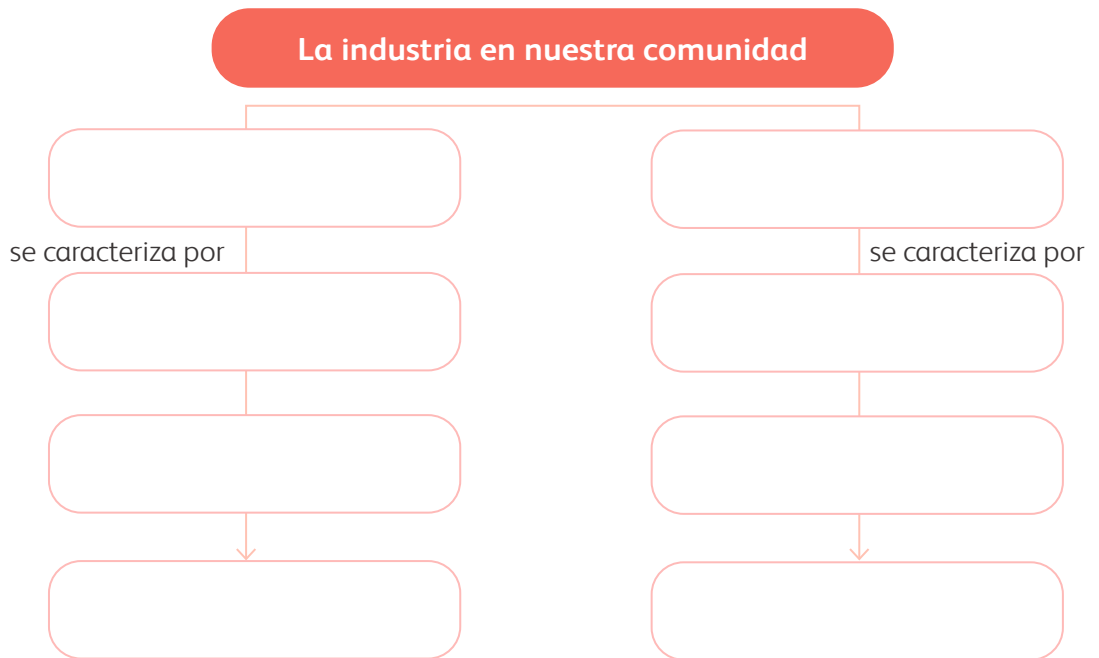 La industria en nuestra comunidad
se caracteriza por
se caracteriza por